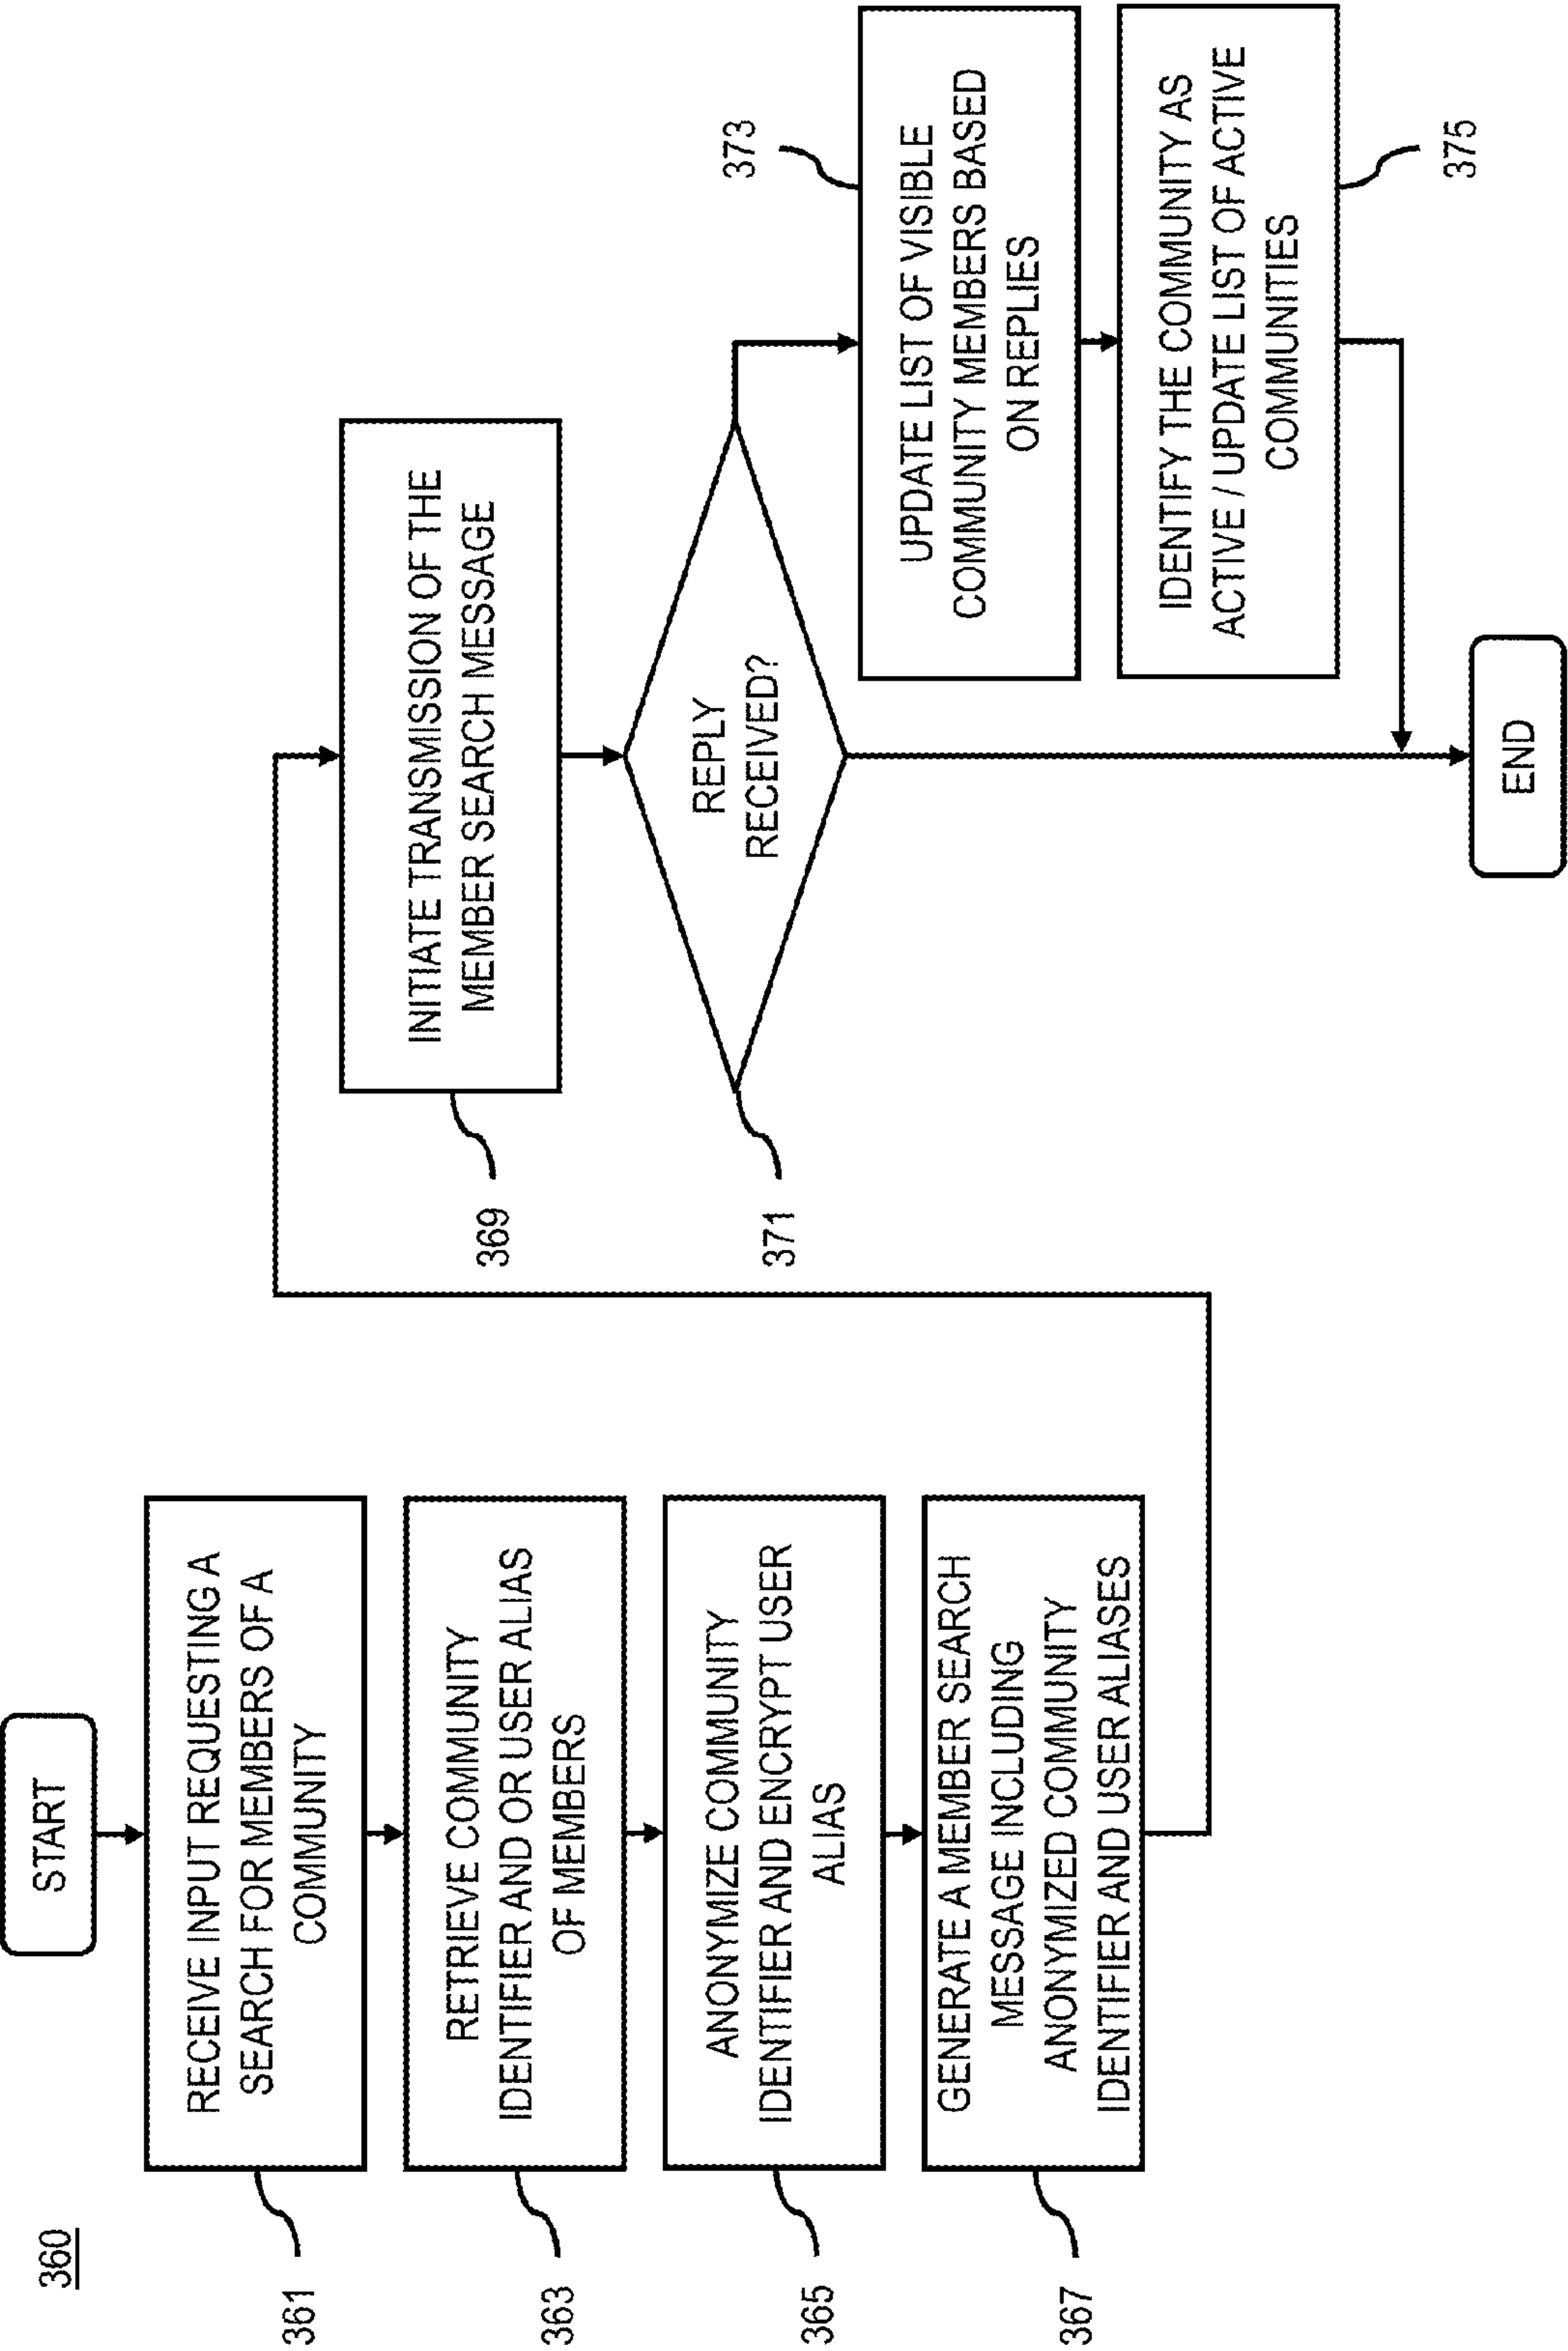 360
START
361
RECEIVE INPUT REQUESTING A
SEARCH FOR MEMBERS OF A
COMMUNITY
363
RETRIEVE COMMUNITY
IDENTIFIER AND OR USER ALIAS
OF MEMBERS
365
ANONYMIZE COMMUNITY
IDENTIFIER AND ENCRYPT USER
ALIAS
367
GENERATE A MEMBER SEARCH
MESSAGE INCLUDING
ANONYMIZED COMMUNITY
IDENTIFIER AND USER ALIASES
369
INITIATE TRANSMISSION OF THE
MEMBER SEARCH MESSAGE
371
REPLY
RECEIVED?
373
UPDATE LIST OF VISIBLE
COMMUNITY MEMBERS BASED
ON REPLIES
375
IDENTIFY THE COMMUNITY AS
ACTIVE / UPDATE LIST OF ACTIVE
COMMUNITIES
END